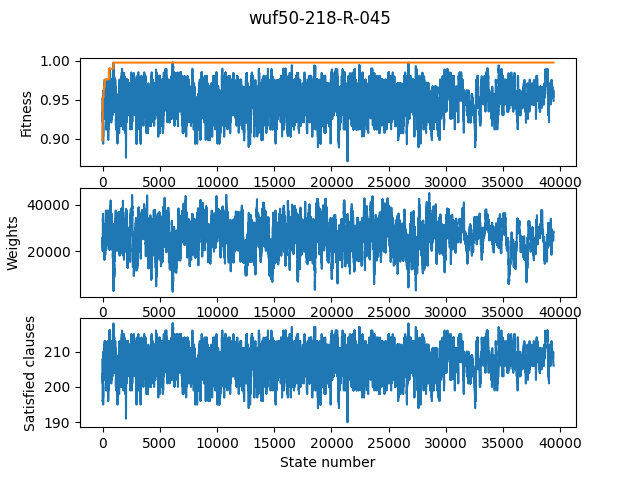 wuf50-218-R-045
1.00
0.95
0.90
Fitness
0 5000 10000 15000 20000 25000 30000 35000 40000
40000
20000
Weights
0 5000 10000 15000 20000 25000 30000 35000 40000
210
200
190
Satisfied clauses
0 5000 10000 15000 20000 25000 30000 35000 40000
State number